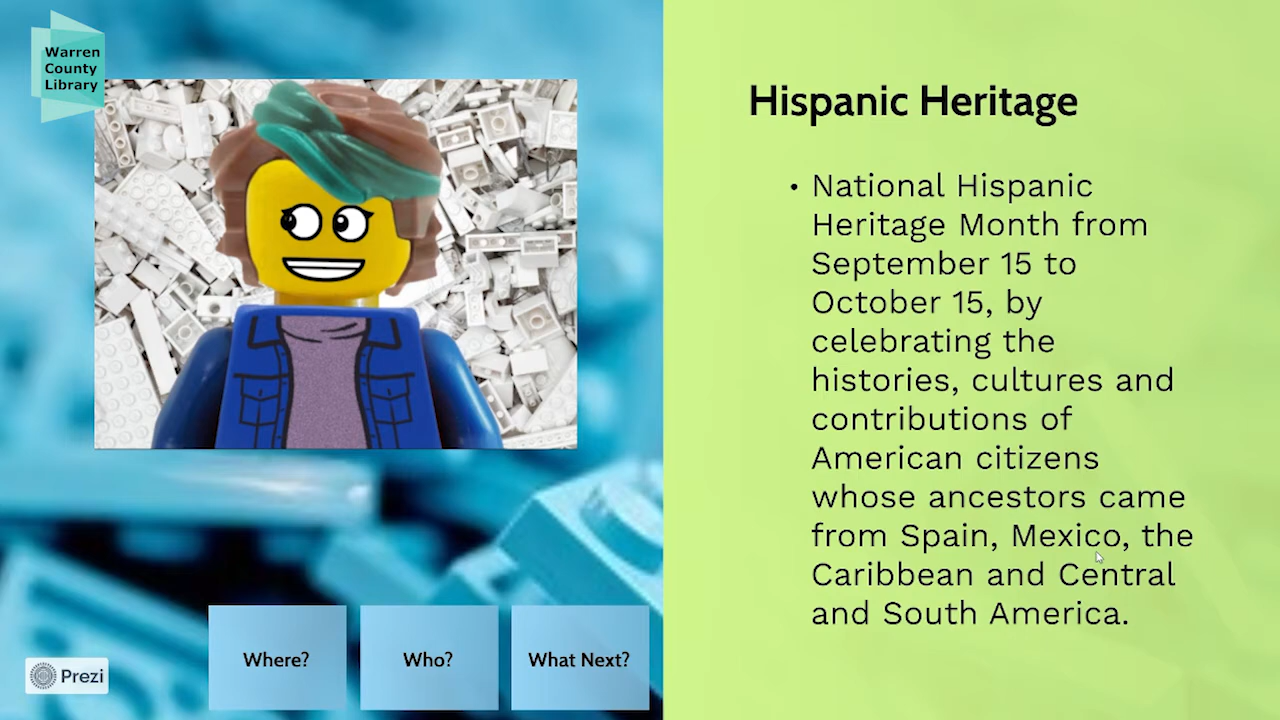 Warren
County
Library
Hispanic Heritage
• National Hispanic
Heritage Month from
September 15 to
October 15, by
celebrating the
histories, cultures and
contributions of
American citizens
whose ancestors came
from Spain, Mexico, the
Caribbean and Central
and South America.
Where?
Who?
What Next?
Prezi